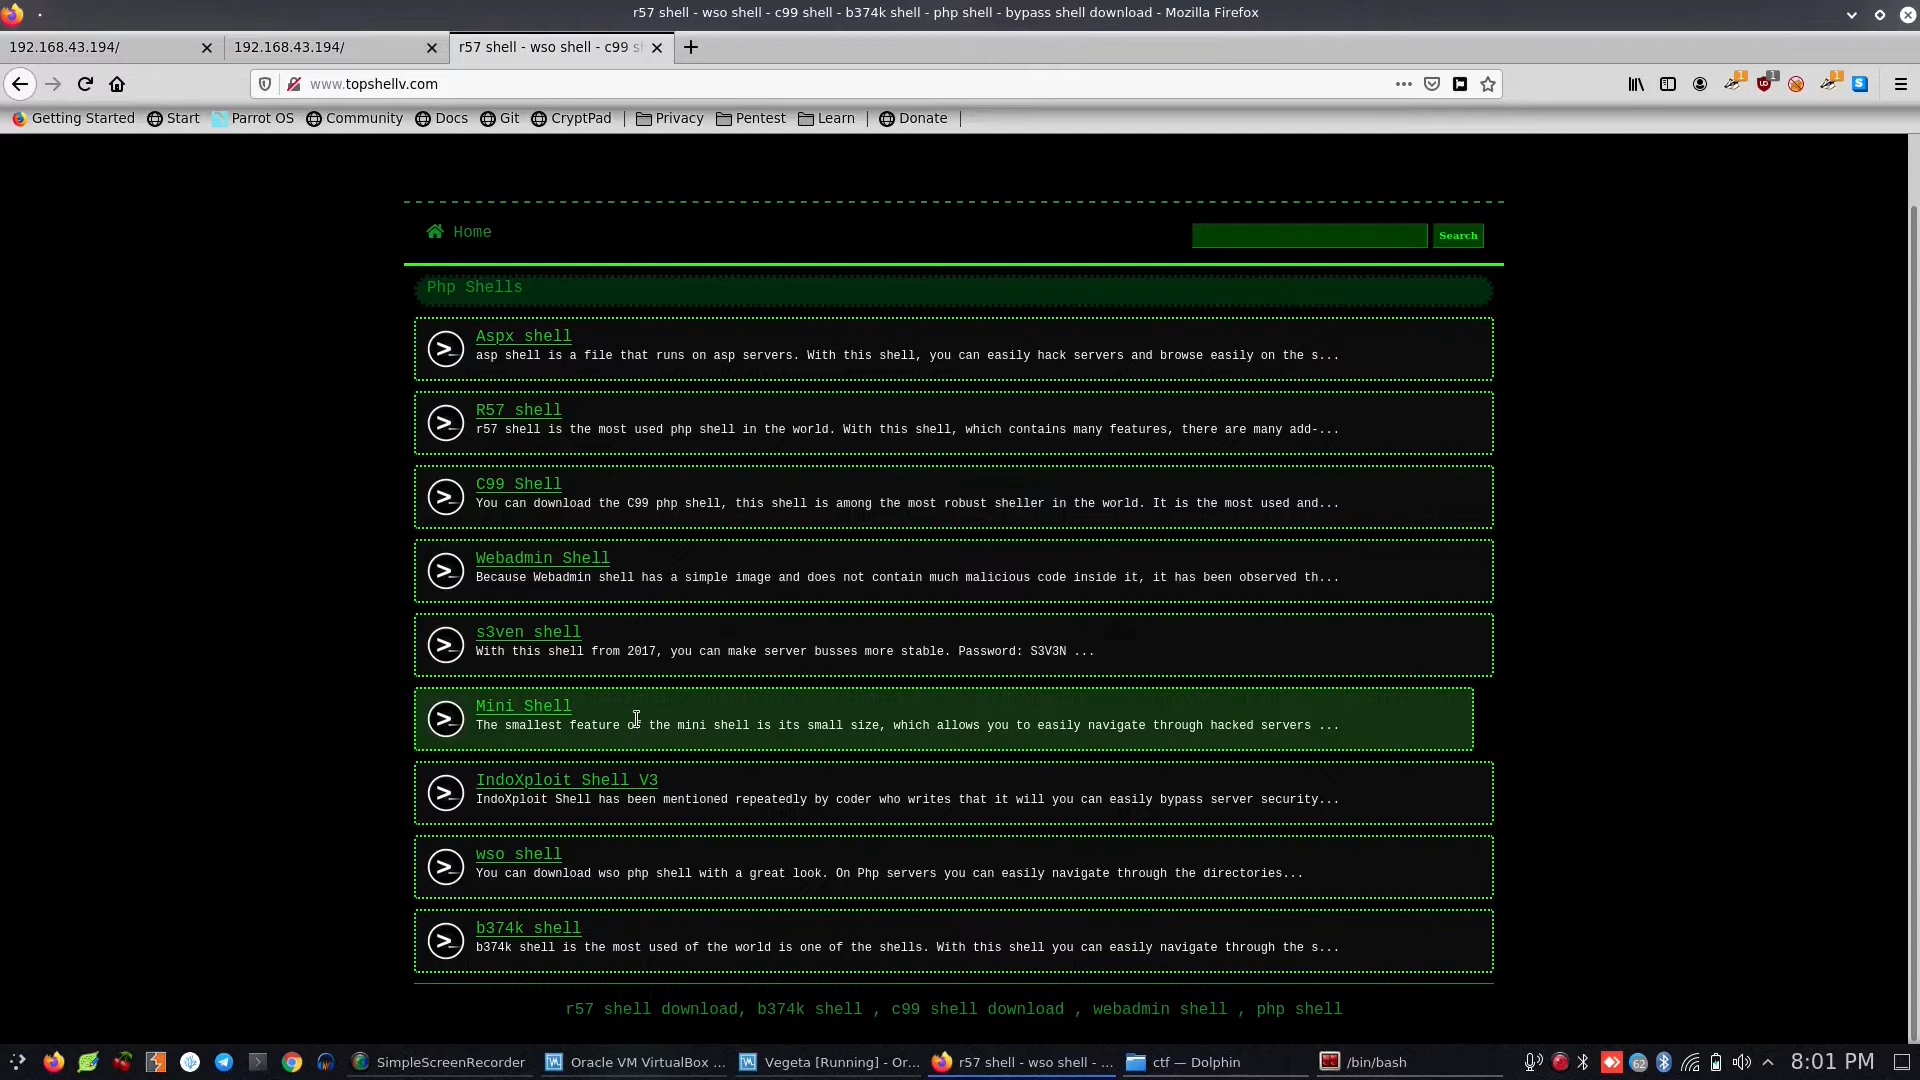 r57 shell - wso shell - c99 shell - b374k shell - php shell - bypass shell download - Mozilla Firefox
192.168.43.194/
192.168.43.194/
r57 shell - wso shell - c99 s
www.topshellv.com
Getting Started
Start
Parrot OS
Community
Docs
Git
CryptPad
Privacy
Pentest
Learn
Donate
Home
Search
Php Shells
Aspx shell
asp shell is a file that runs on asp servers. With this shell, you can easily hack servers and browse easily on the s...
R57 shell
r57 shell is the most used php shell in the world. With this shell, which contains many features, there are many add-...
C99 Shell
You can download the C99 php shell, this shell is among the most robust sheller in the world. It is the most used and...
Webadmin Shell
Because Webadmin shell has a simple image and does not contain much malicious code inside it, it has been observed th...
s3ven shell
With this shell from 2017, you can make server busses more stable. Password: S3V3N ...
Mini Shell
The smallest feature of the mini shell is its small size, which allows you to easily navigate through hacked servers ...
IndoXploit Shell V3
IndoXploit Shell has been mentioned repeatedly by coder who writes that it will you can easily bypass server security...
wso shell
You can download wso php shell with a great look. On Php servers you can easily navigate through the directories...
b374k shell
b374k shell is the most used of the world is one of the shells. With this shell you can easily navigate through the s...
r57 shell download, b374k shell , c99 shell download , webadmin shell , php shell
SimpleScreenRecorder
Oracle VM VirtualBox ...
Vegeta [Running] - Or...
r57 shell - wso shell - ...
ctf — Dolphin
/bin/bash
62
8:01 PM